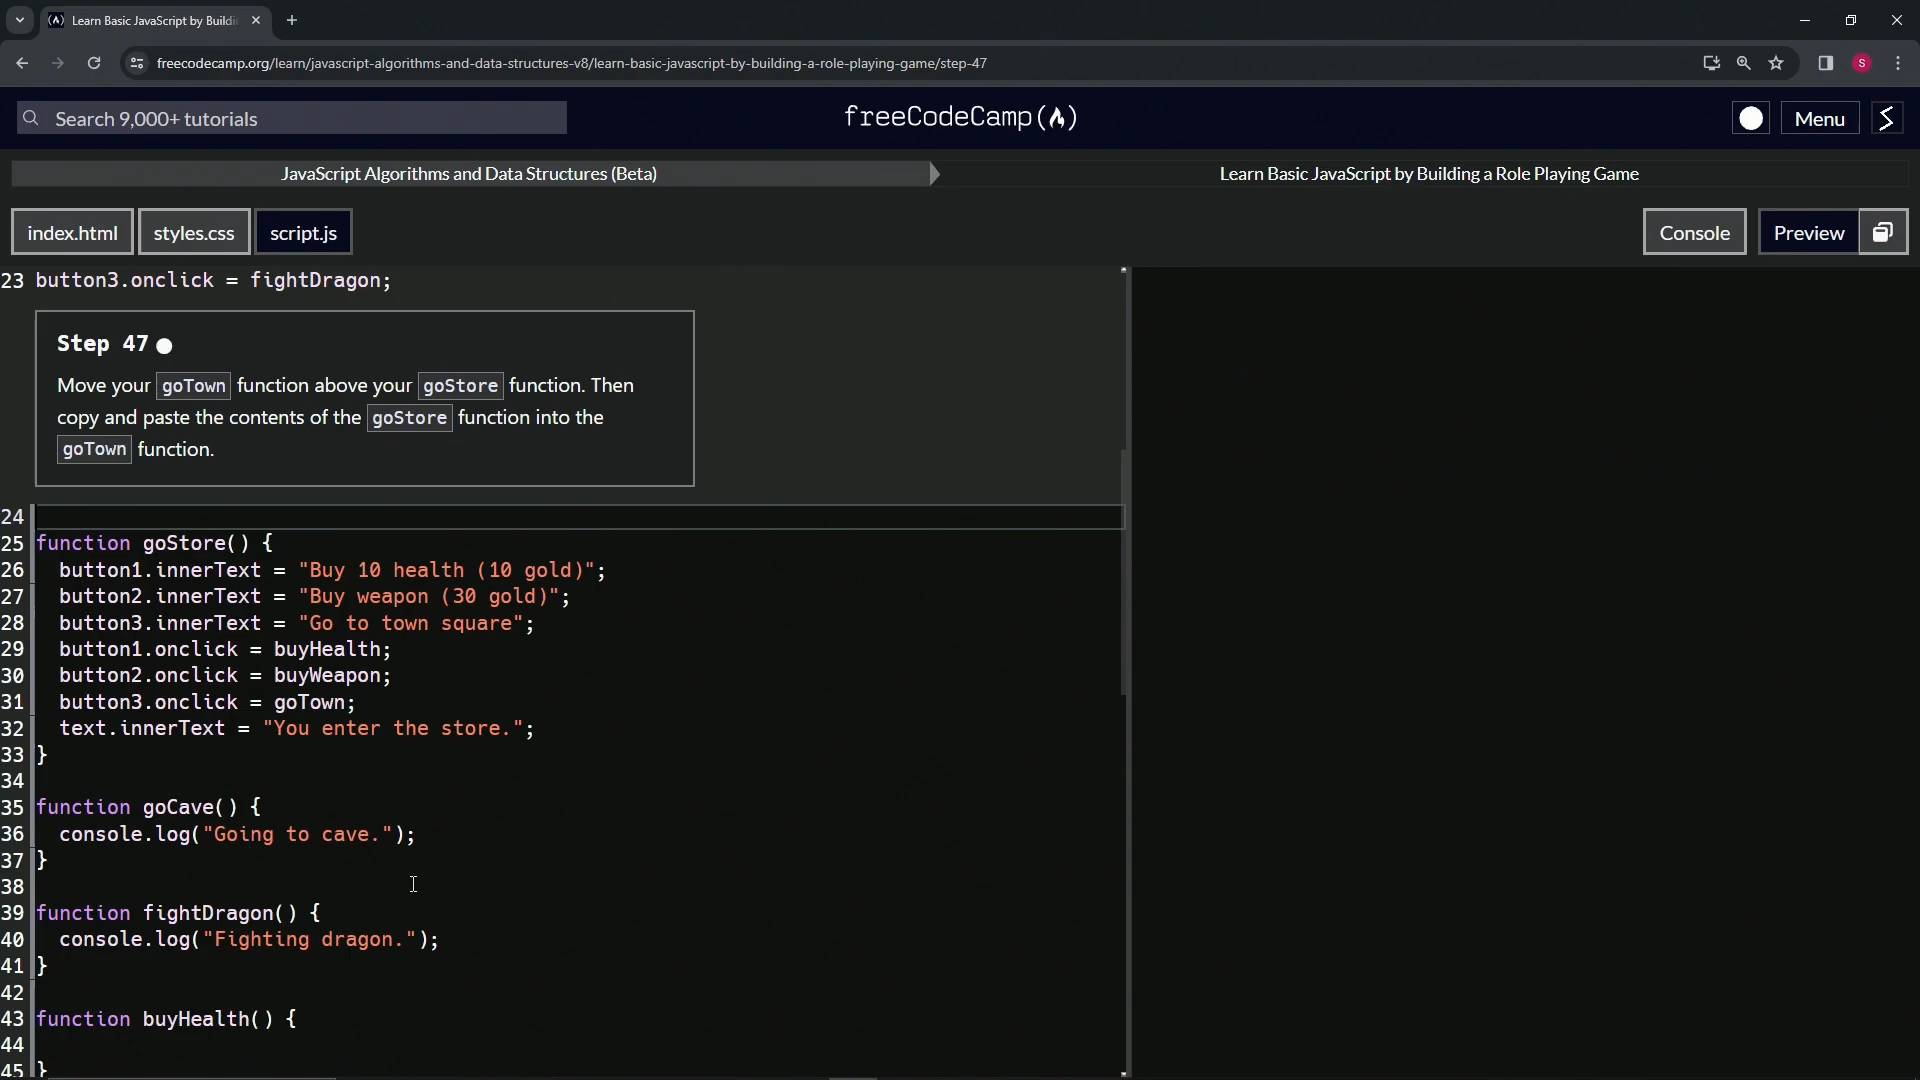 Learn Basic JavaScript by Buildi
freecodecamp.org/learn/javascript-algorithms-and-data-structures-v8/learn-basic-javascript-by-building-a-role-playing-game/step-47
S
Search 9,000+ tutorials
freeCodeCamp(
)
Menu
JavaScript Algorithms and Data Structures (Beta)
Learn Basic JavaScript by Building a Role Playing Game
index.html
styles.css
script.js
Console
Preview
23 button3.onclick = fightDragon;
Step 47
Move your goTown function above your goStore function. Then
copy and paste the contents of the goStore function into the
goTown function.
24
25 function goStore() {
26 button1.innerText = "Buy 10 health (10 gold)";
27 button2.innerText = "Buy weapon (30 gold)";
28 button3.innerText = "Go to town square";
29 button1.onclick = buyHealth;
30 button2.onclick = buyWeapon;
31 button3.onclick = goTown;
32 text.innerText = "You enter the store.";
33 }
34
35 function goCave() {
36 console.log("Going to cave.");
37 }
38
39 function fightDragon() {
40 console.log("Fighting dragon.");
41 }
42
43 function buyHealth() {
44
45 }